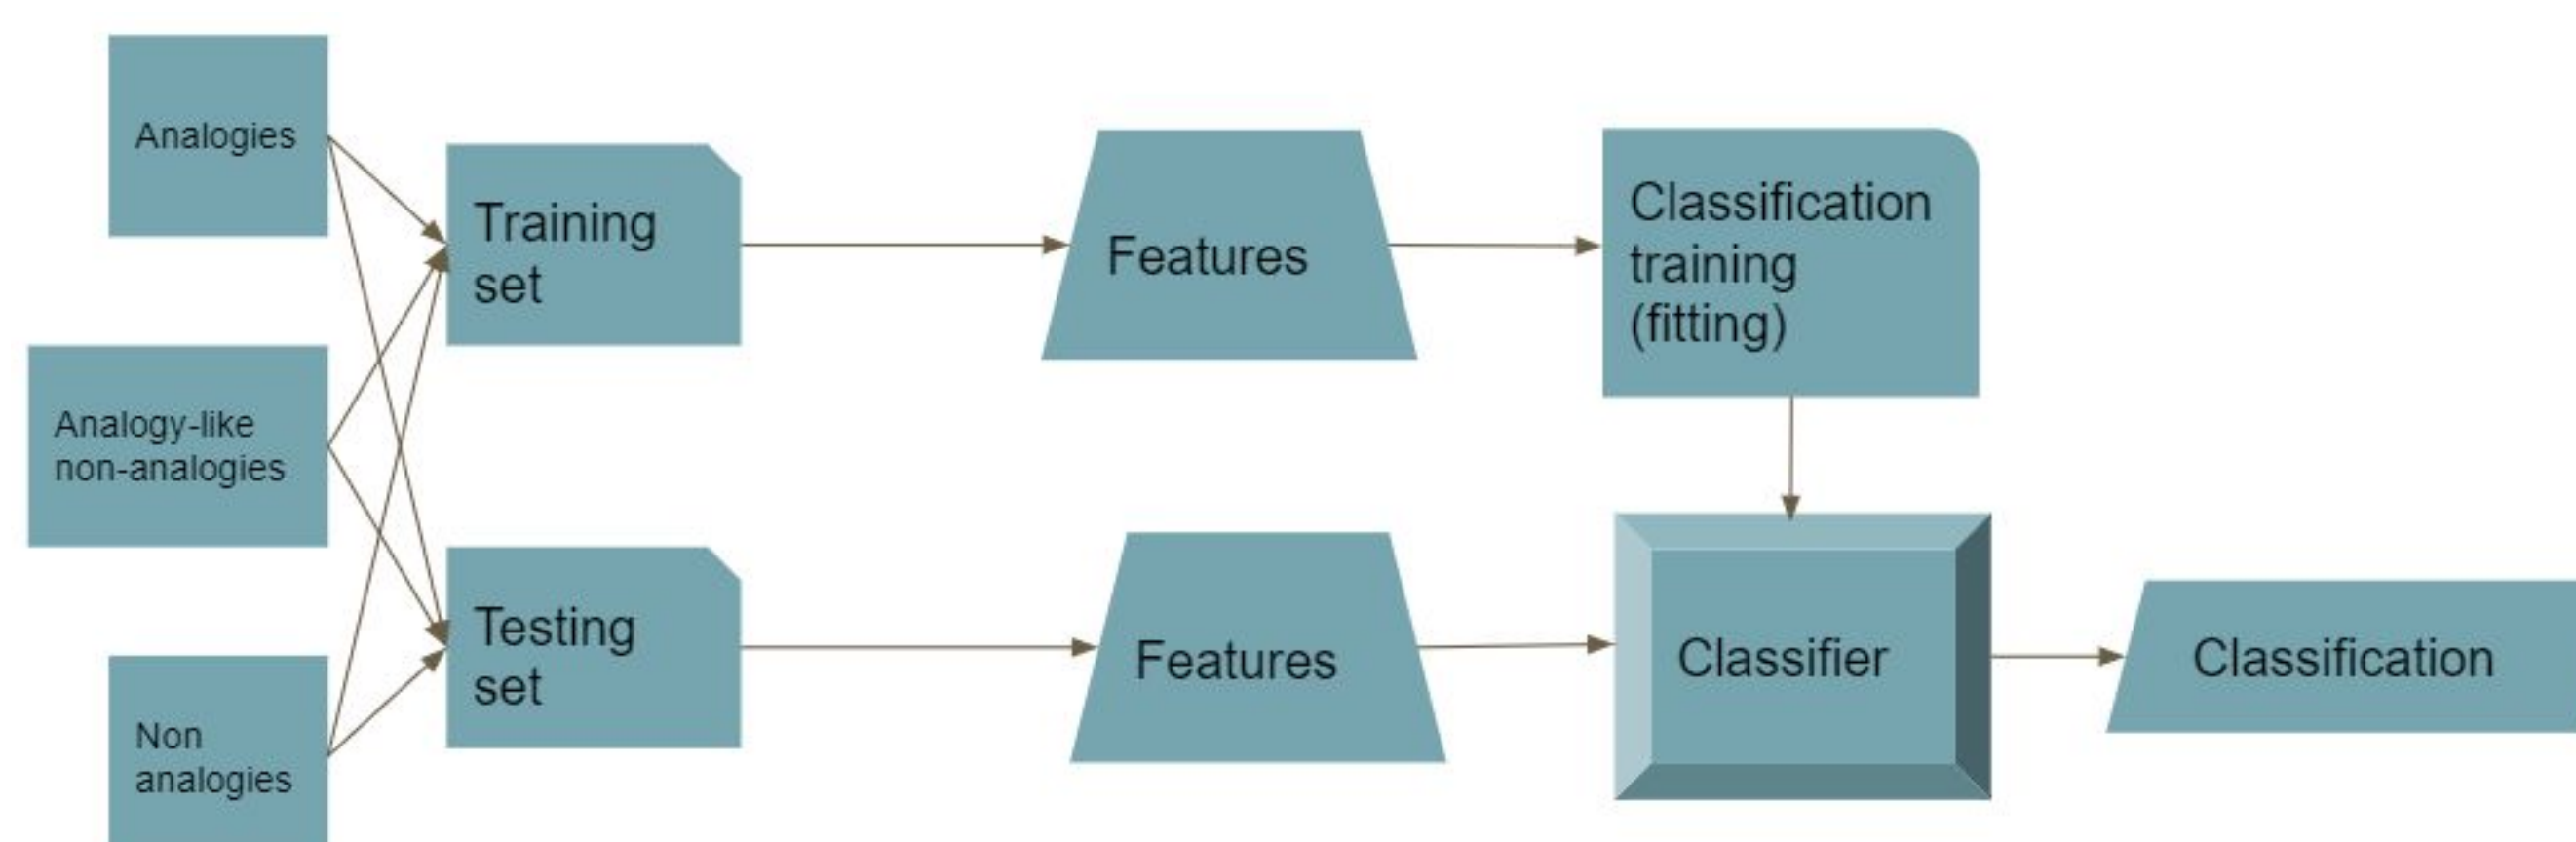 Analogies
Training
set
Features
Classification
training
(fitting)
Analogy-like
non-analogies
Non
analogies
Testing
set
Features
Classifier
Classification